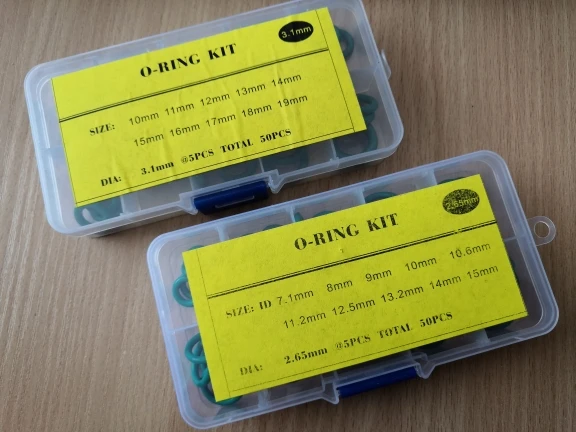 O-RING KIT
3.1mm
SIZE: 10mm 11mm 12mm 13mm 14mm
15mm 16mm 17mm 18mm 19mm
DIA: 3.1mm @5PCS TOTAL 50PCS
O-RING KIT
2.65mm
SIZE: ID 7.1mm 8mm 9mm 10mm 10.6mm
11.2mm 12.5mm 13.2mm 14mm 15mm
DIA: 2.65mm @5PCS TOTAL 50PCS